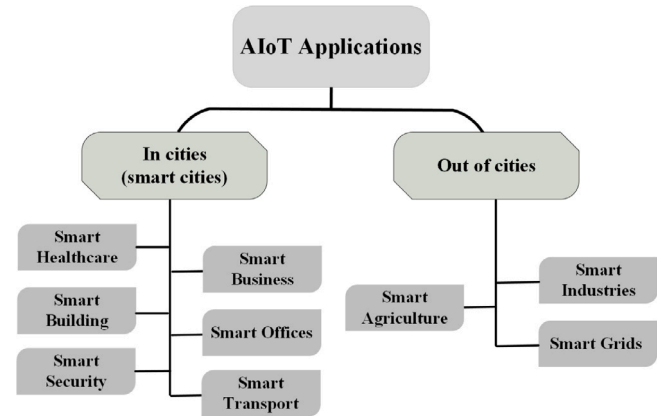 AIoT Applications
In cities
(smart cities)
Out of cities
Smart
Healthcare
Smart
Business
Smart
Building
Smart Offices
Smart
Security
Smart
Transport
Smart
Industries
Smart
Agriculture
Smart Grids